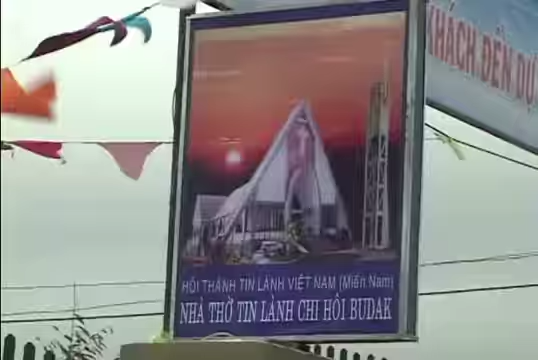 KHÁCH ĐẾN DỰ
HỘI THÁNH TIN LÀNH VIỆT NAM (Miền Nam)
NHÀ THỜ TIN LÀNH CHI HỘI BUDAK